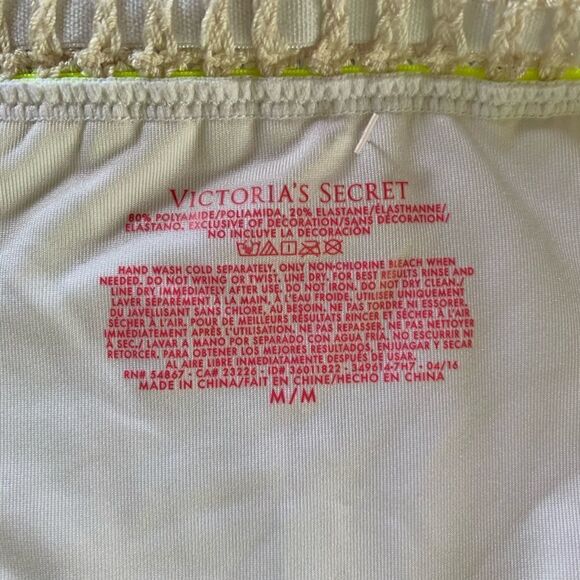 VICTORIA'S SECRET
80% POLYAMIDE/POLIAMIDA, 20% ELASTANE/ÉLASTHANNE/
ELASTANO. EXCLUSIVE OF DECORATION/SANS DÉCORATION/
NO INCLUYE LA DECORACIÓN
HAND WASH COLD SEPARATELY, ONLY NON-CHLORINE BLEACH WHEN
NEEDED, DO NOT WRING OR TWIST. LINE DRY. FOR BEST RESULTS RINSE AND
LINE DRY IMMEDIATELY AFTER USE. DO NOT IRON. DO NOT DRY CLEAN./
LAVER SÉPARÉMENT À LA MAIN, À L'EAU FROIDE. UTILISER UNIQUEMENT
DU JAVELLISANT SANS CHLORE, AU BESOIN. NE PAS TORDRE NI ESSORER.
SÉCHER À L'AIR. POUR DE MEILLEURS RÉSULTATS RINCER ET SÉCHER
IMMÉDIATEMENT APRÈS L'UTILISATION. NE PAS REPASSER. NE PAS NETTOYER
À SEC./ LAVAR A MANO POR SEPARADO CON AGUA FRÍA. NO ESCURRIR NI
RETORCER. PARA OBTENER LOS MEJORES RESULTADOS, ENJUAGAR Y SECAR
AL AIRE LIBRE INMEDIATAMENTE DESPUÉS DE USAR.
RN# 54867 · CA# 23226 · ID# 36011822 · 349614-7H7 · 04/16
MADE IN CHINA/FAIT EN CHINE/HECHO EN CHINA
M/M